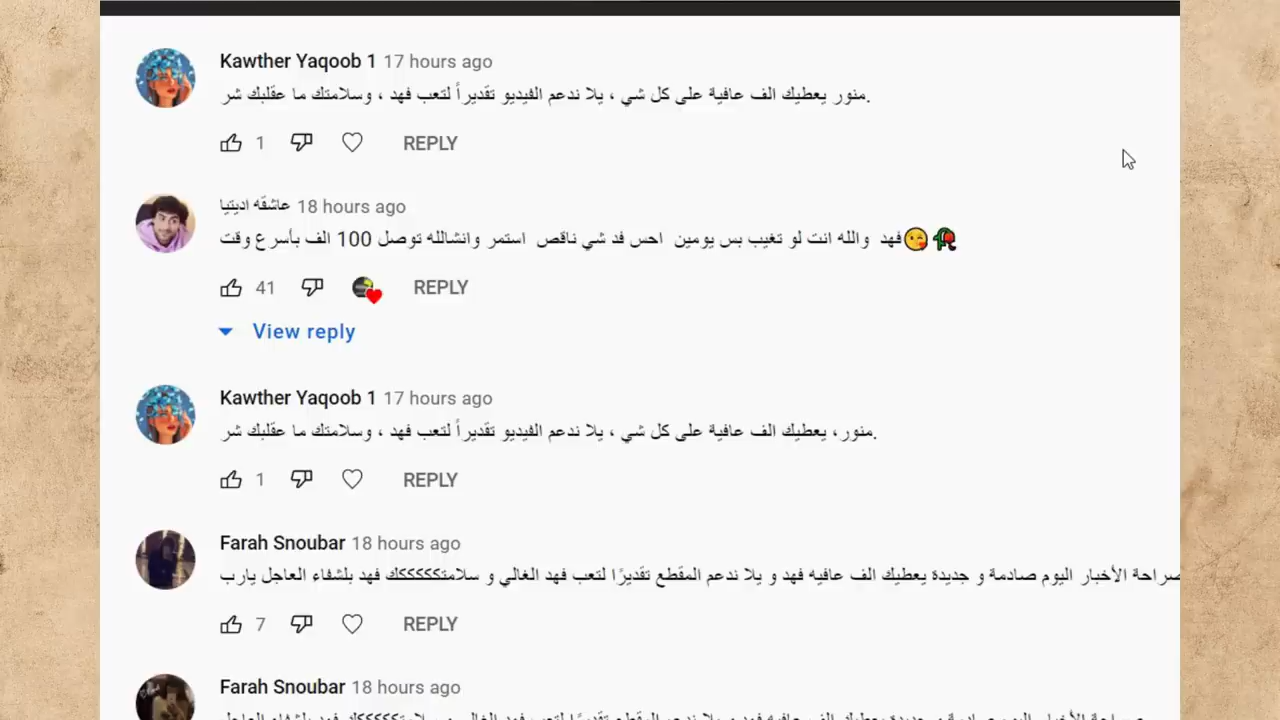 Kawther Yaqoob 1 17 hours ago
منور يعطيك الف عافية على كل شي ، يلا ندعم الفيديو تقديراً لتعب فهد ، وسلامتك ما عقلبك شر.
1 REPLY
عاشقه اديتيا 18 hours ago
فهد والله انت لو تغيب بس يومين احس فد شي ناقص استمر وانشالله توصل 100 الف بأسرع وقت😘🥀
41 REPLY
View reply
Kawther Yaqoob 1 17 hours ago
منور، يعطيك الف عافية على كل شي ، يلا ندعم الفيديو تقديراً لتعب فهد ، وسلامتك ما عقلبك شر.
1 REPLY
Farah Snoubar 18 hours ago
صراحة الأخبار اليوم صادمة و جديدة يعطيك الف عافيه فهد و يلا ندعم المقطع تقديرًا لتعب فهد الغالي و سلامتكككككك فهد بلشفاء العاجل يارب
7 REPLY
Farah Snoubar 18 hours ago